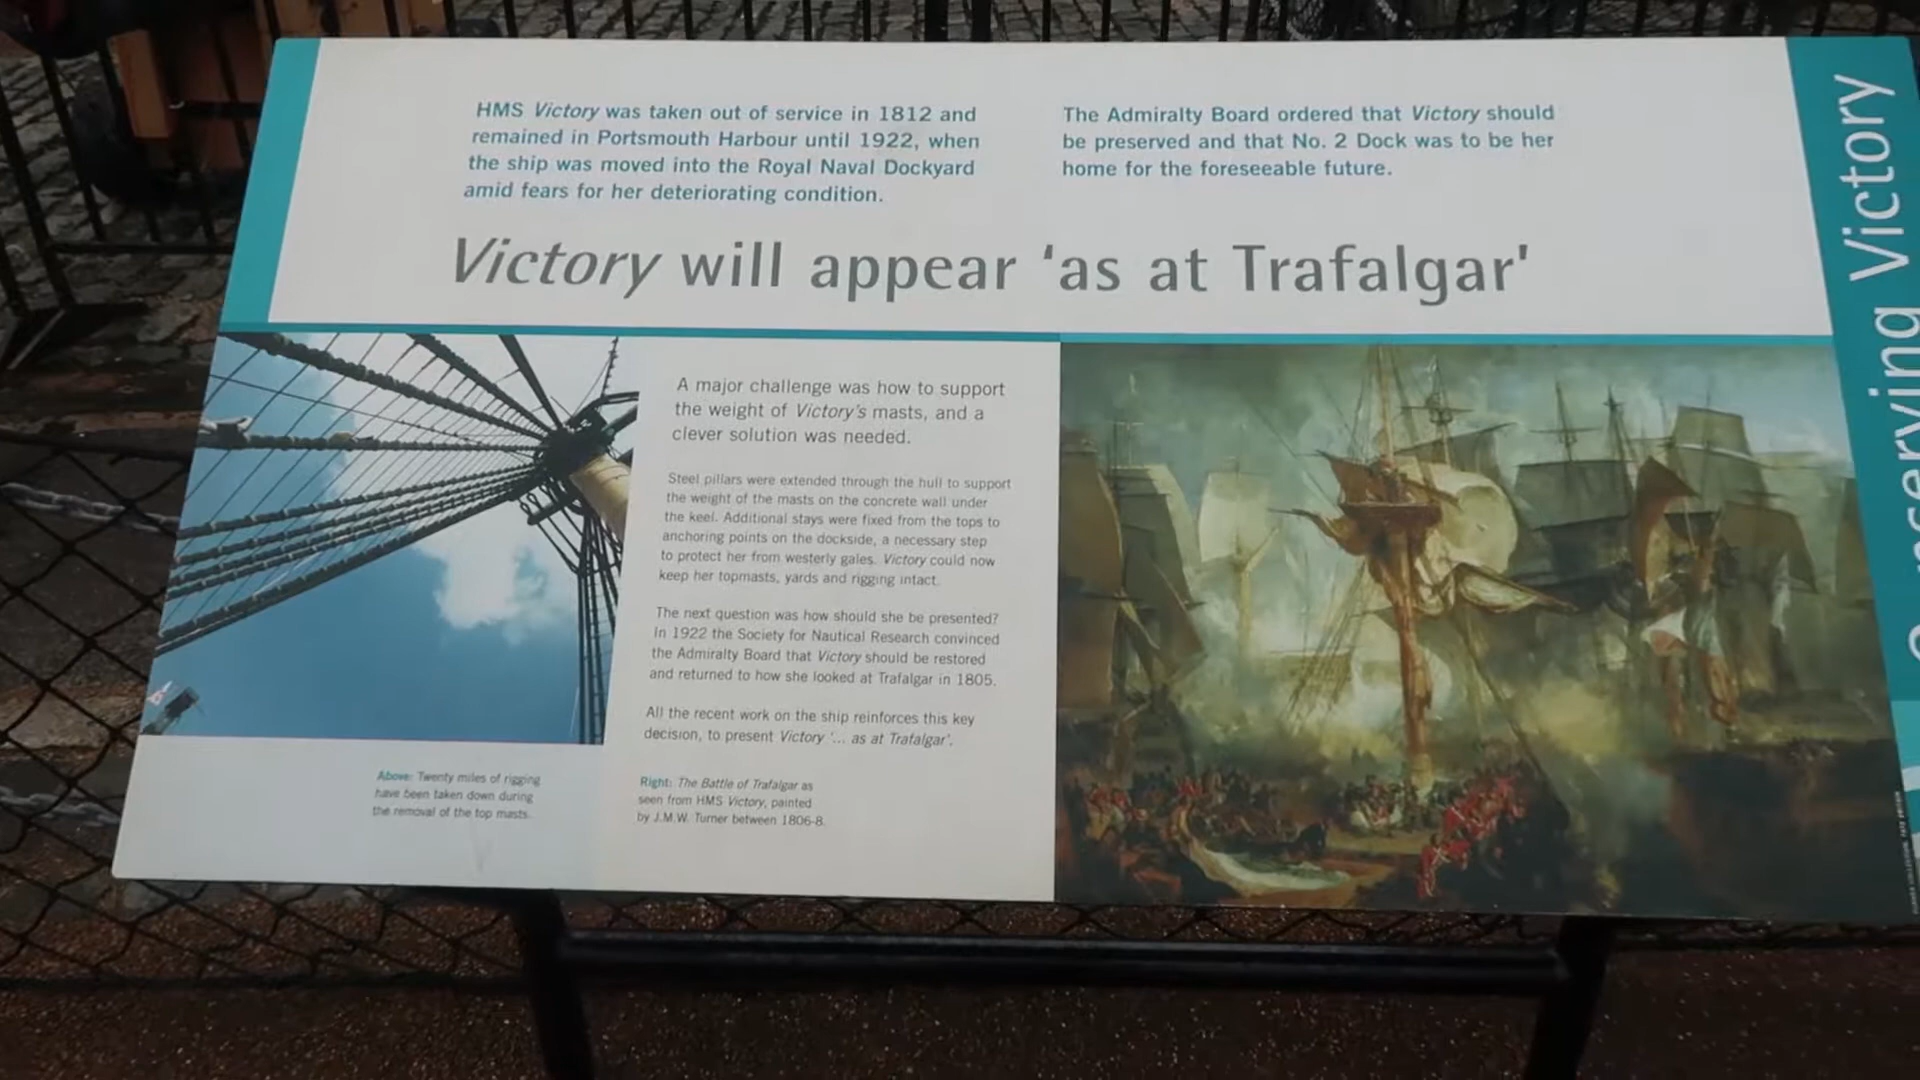 HMS Victory was taken out of service in 1812 and
remained in Portsmouth Harbour until 1922, when
the ship was moved into the Royal Naval Dockyard
amid fears for her deteriorating condition.
The Admiralty Board ordered that Victory should
be preserved and that No. 2 Dock was to be her
home for the foreseeable future.
Victory will appear 'as at Trafalgar'
A major challenge was how to support
the weight of Victory's masts, and a
clever solution was needed.
Steel pillars were extended through the hull to support
the weight of the masts on the concrete wall under
the keel. Additional stays were fixed from the tops to
anchoring points on the dockside, a necessary step
to protect her from westerly gales. Victory could now
keep her topmasts, yards and rigging intact.
The next question was how should she be presented?
In 1922 the Society for Nautical Research convinced
the Admiralty Board that Victory should be restored
and returned to how she looked at Trafalgar in 1805.
All the recent work on the ship reinforces this key
decision, to present Victory '... as at Trafalgar'.
Above: Twenty miles of rigging
have been taken down during
the removal of the top masts.
Right: The Battle of Trafalgar as
seen from HMS Victory, painted
by J.M.W. Turner between 1806-8.
Victory